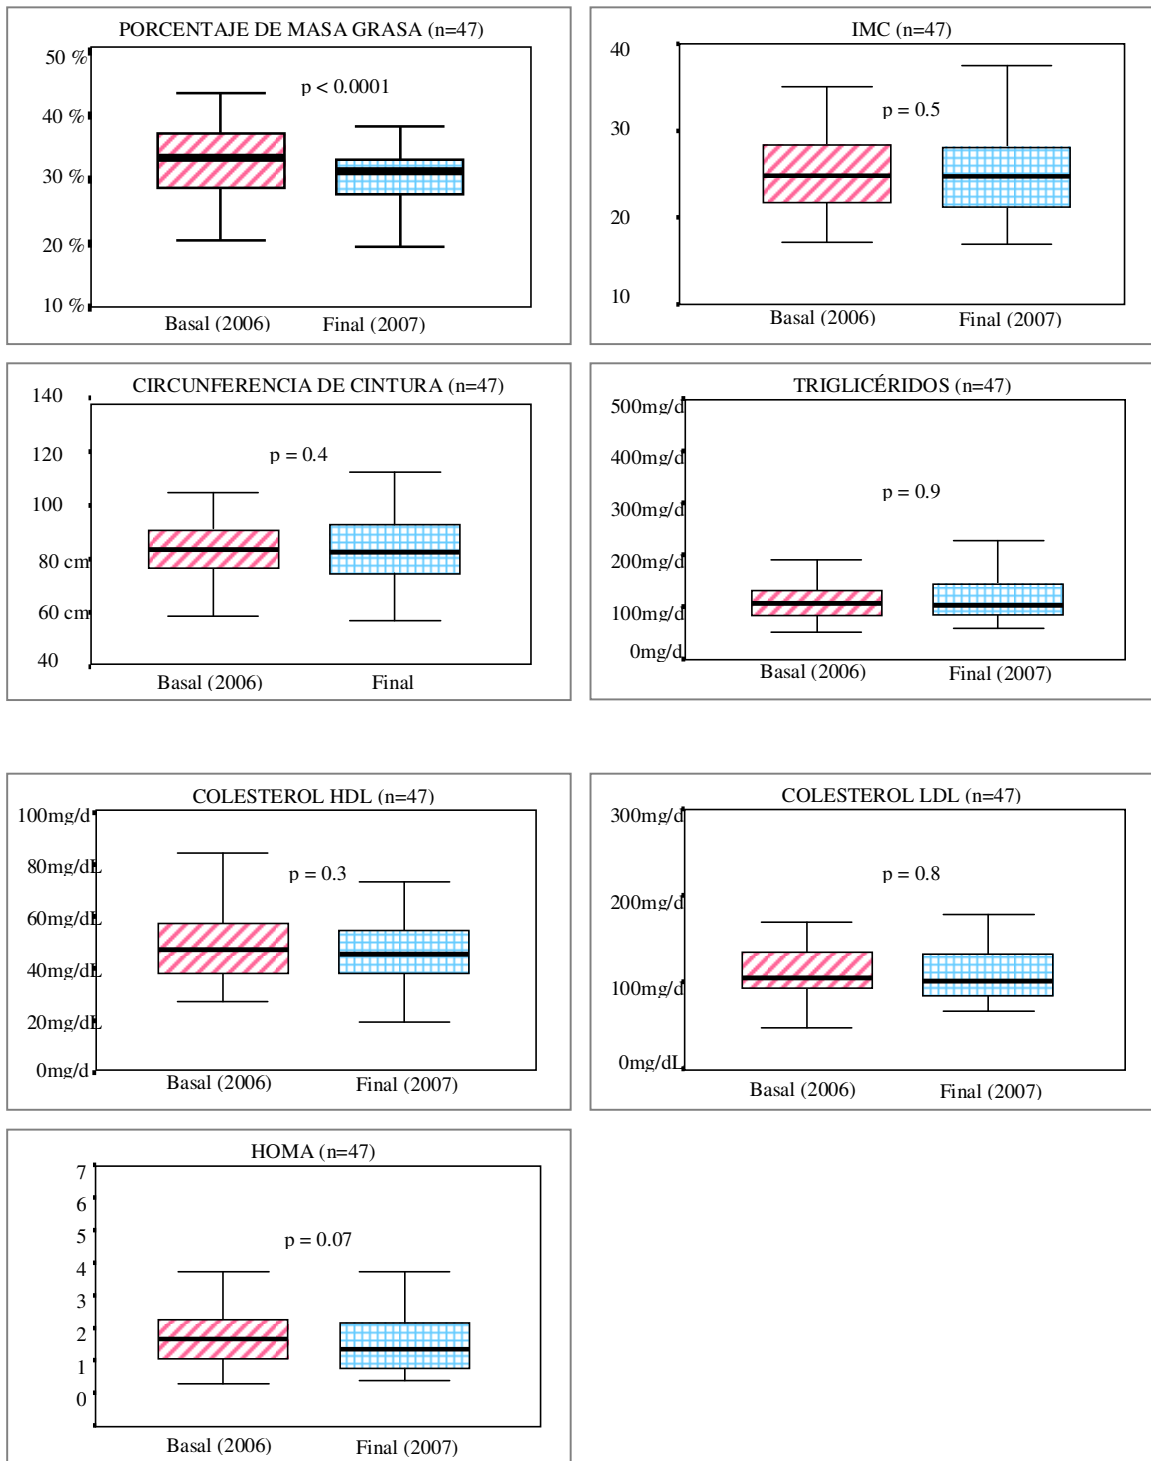 PORCENTAJE DE MASA GRASA (n=47)
50 %
p < 0.0001
40 %
30 %
20 %
10 %
Basal (2006) Final (2007)
IMC (n=47)
40
p = 0.5
30
20
10
Basal (2006) Final (2007)
CIRCUNFERENCIA DE CINTURA (n=47)
140
120
p = 0.4
100
80 cm
60 cm
40
Basal (2006) Final
TRIGLICÉRIDOS (n=47)
500mg/d
400mg/d
p = 0.9
300mg/d
200mg/d
100mg/d
0mg/d
Basal (2006) Final (2007)
COLESTEROL HDL (n=47)
100mg/d
80mg/dL
p = 0.3
60mg/dL
40mg/dL
20mg/dL
0mg/d
Basal (2006) Final (2007)
COLESTEROL LDL (n=47)
300mg/d
p = 0.8
200mg/d
100mg/d
0mg/dL
Basal (2006) Final (2007)
HOMA (n=47)
7
6
5
p = 0.07
4
3
2
1
0
Basal (2006) Final (2007)